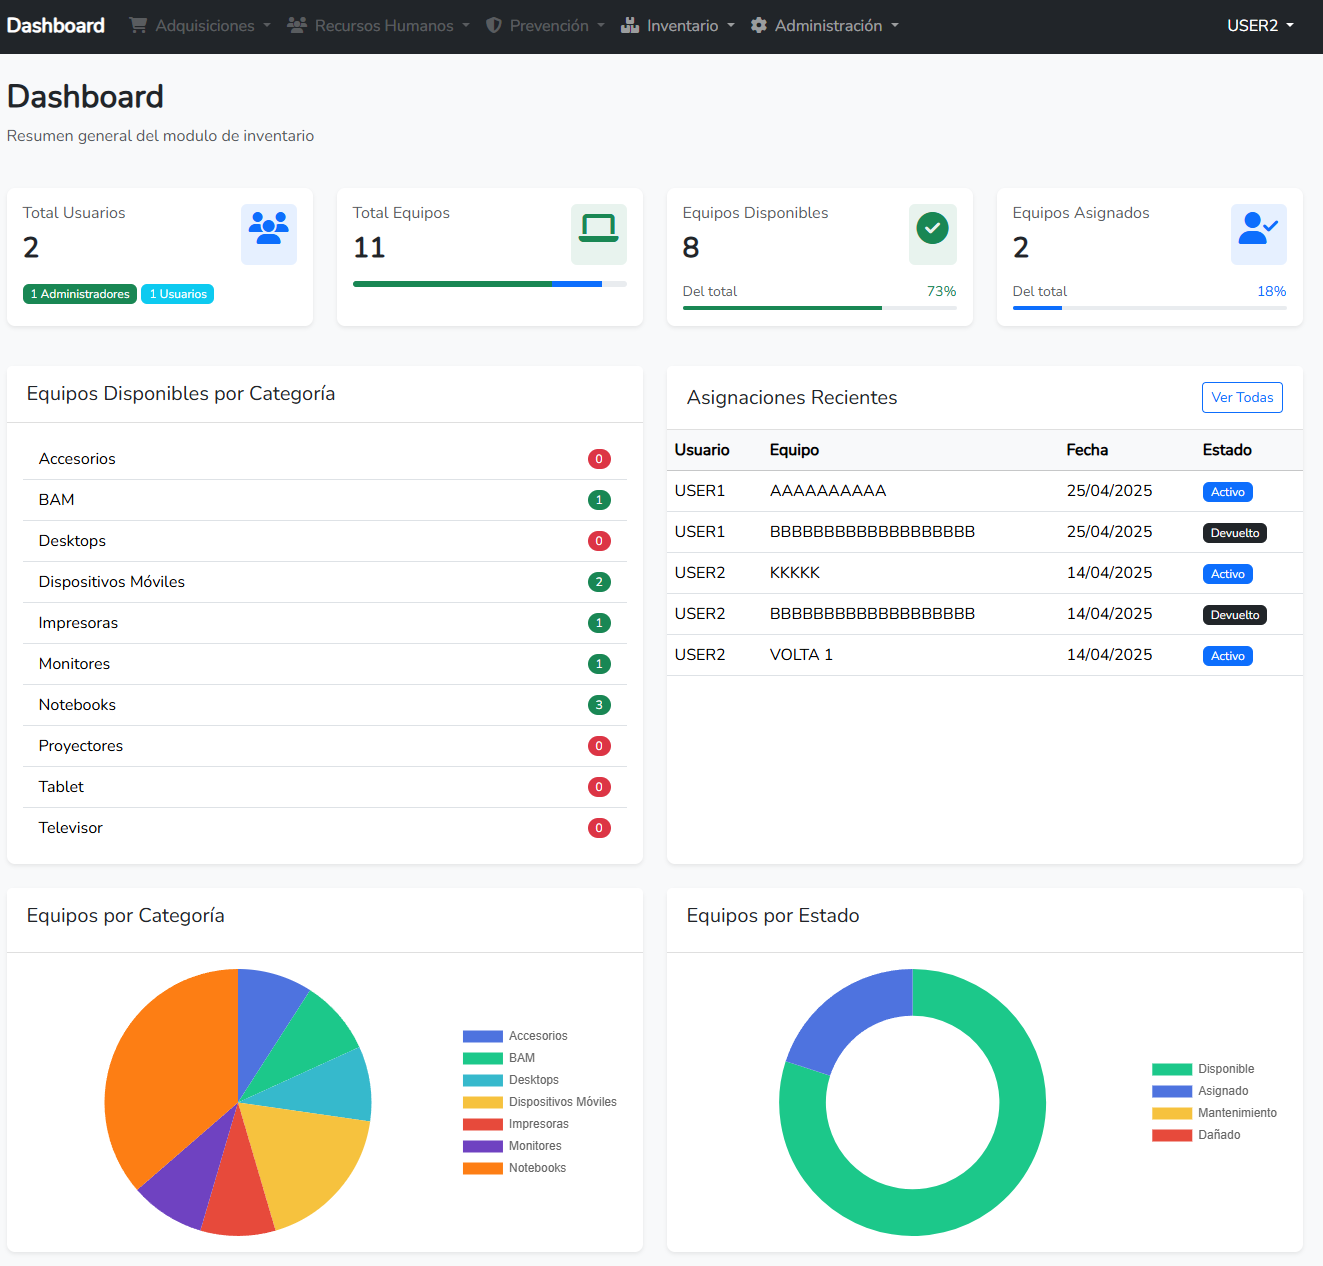 Dashboard Adquisiciones Recursos Humanos Prevención Inventario Administración USER2
Dashboard
Resumen general del modulo de inventario
Total Usuarios
2
1 Administradores 1 Usuarios
Total Equipos
11
Equipos Disponibles
8
Del total 73%
Equipos Asignados
2
Del total 18%
Equipos Disponibles por Categoría
Accesorios 0
BAM 1
Desktops 0
Dispositivos Móviles 2
Impresoras 1
Monitores 1
Notebooks 3
Proyectores 0
Tablet 0
Televisor 0
Asignaciones Recientes Ver Todas
Usuario Equipo Fecha Estado
USER1 AAAAAAAAAA 25/04/2025 Activo
USER1 BBBBBBBBBBBBBBBBBBB 25/04/2025 Devuelto
USER2 KKKKK 14/04/2025 Activo
USER2 BBBBBBBBBBBBBBBBBBB 14/04/2025 Devuelto
USER2 VOLTA 1 14/04/2025 Activo
Equipos por Categoría
Accesorios
BAM
Desktops
Dispositivos Móviles
Impresoras
Monitores
Notebooks
Equipos por Estado
Disponible
Asignado
Mantenimiento
Dañado